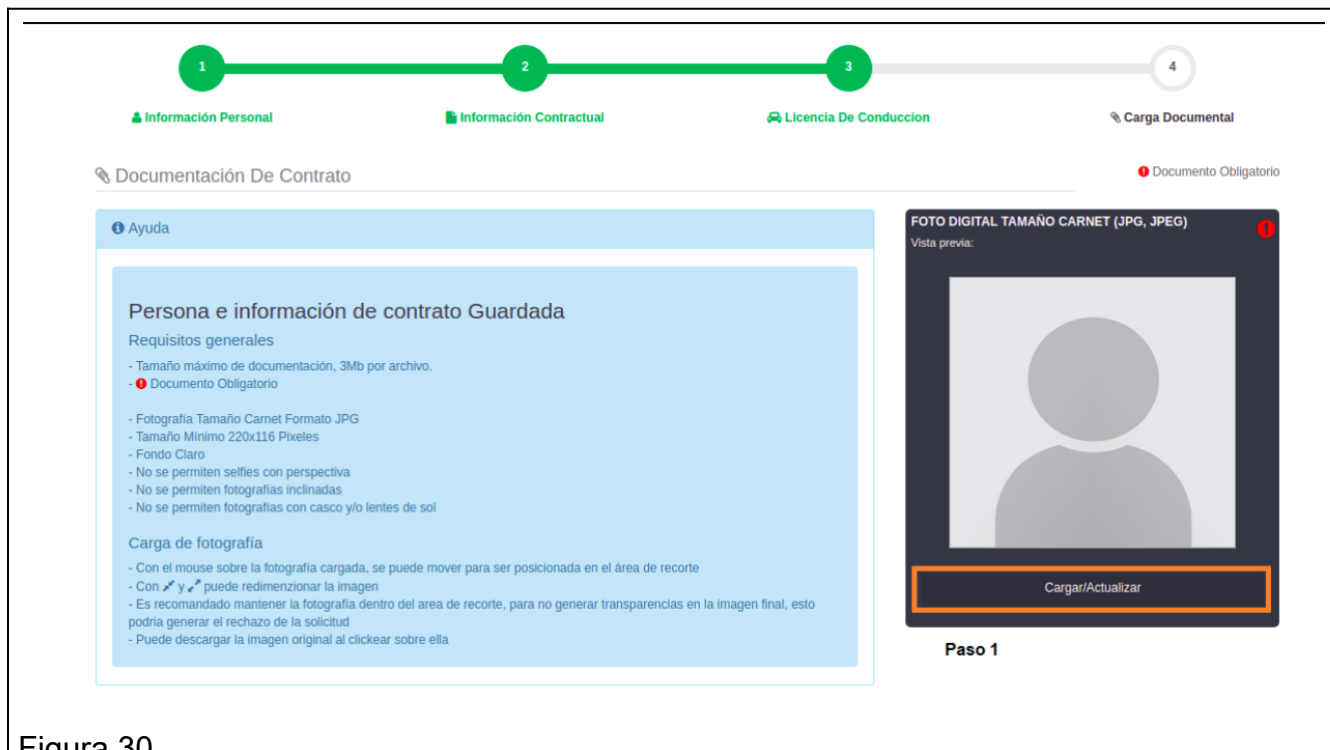 1
2
3
4
Información Personal
Información Contractual
Licencia De Conduccion
Carga Documental
Documentación De Contrato
Documento Obligatorio
Ayuda
Persona e información de contrato Guardada
Requisitos generales
- Tamaño máximo de documentación, 3Mb por archivo.
- Documento Obligatorio
- Fotografía Tamaño Carnet Formato JPG
- Tamaño Mínimo 220x116 Pixeles
- Fondo Claro
- No se permiten selfies con perspectiva
- No se permiten fotografías inclinadas
- No se permiten fotografías con casco y/o lentes de sol
Carga de fotografía
- Con el mouse sobre la fotografía cargada, se puede mover para ser posicionada en el área de recorte
- Con y puede redimenzionar la imagen
- Es recomandado mantener la fotografía dentro del area de recorte, para no generar transparencias en la imagen final, esto
podria generar el rechazo de la solicitud
- Puede descargar la imagen original al clickear sobre ella
FOTO DIGITAL TAMAÑO CARNET (JPG, JPEG)
Vista previa:
Cargar/Actualizar
Paso 1
Figura 30